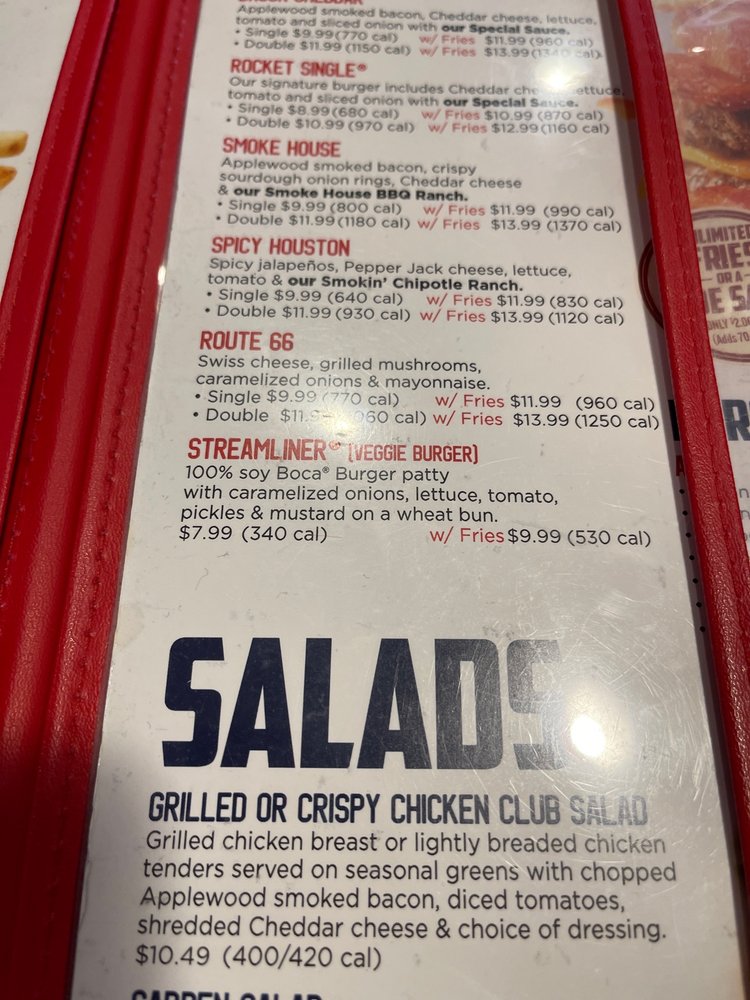 Applewood smoked bacon, Cheddar cheese, lettuce,
tomato and sliced onion with our Special Sauce.
• Single $9.99 (770 cal) w/ Fries $11.99 (960 cal)
• Double $11.99 (1150 cal) w/ Fries $13.99 (1340 cal)
ROCKET SINGLE®
Our signature burger includes Cheddar cheese, lettuce,
tomato and sliced onion with our Special Sauce.
• Single $8.99 (680 cal) w/ Fries $10.99 (870 cal)
• Double $10.99 (970 cal) w/ Fries $12.99 (1160 cal)
SMOKE HOUSE
Applewood smoked bacon, crispy
sourdough onion rings, Cheddar cheese
& our Smoke House BBQ Ranch.
• Single $9.99 (800 cal) w/ Fries $11.99 (990 cal)
• Double $11.99 (1180 cal) w/ Fries $13.99 (1370 cal)
SPICY HOUSTON
Spicy jalapeños, Pepper Jack cheese, lettuce,
tomato & our Smokin' Chipotle Ranch.
• Single $9.99 (640 cal) w/ Fries $11.99 (830 cal)
• Double $11.99 (930 cal) w/ Fries $13.99 (1120 cal)
ROUTE 66
Swiss cheese, grilled mushrooms,
caramelized onions & mayonnaise.
• Single $9.99 (770 cal) w/ Fries $11.99 (960 cal)
• Double cal) w/ Fries $13.99 (1250 cal)
STREAMLINER® (VEGGIE BURGER)
100% soy Boca® Burger patty
with caramelized onions, lettuce, tomato,
pickles & mustard on a wheat bun.
$7.99 (340 cal) w/ Fries $9.99 (530 cal)
SALADS
GRILLED OR CRISPY CHICKEN CLUB SALAD
Grilled chicken breast or lightly breaded chicken
tenders served on seasonal greens with chopped
Applewood smoked bacon, diced tomatoes,
shredded Cheddar cheese & choice of dressing.
$10.49 (400/420 cal)
GARDEN SALAD
LIMITED
FRIES
OR A